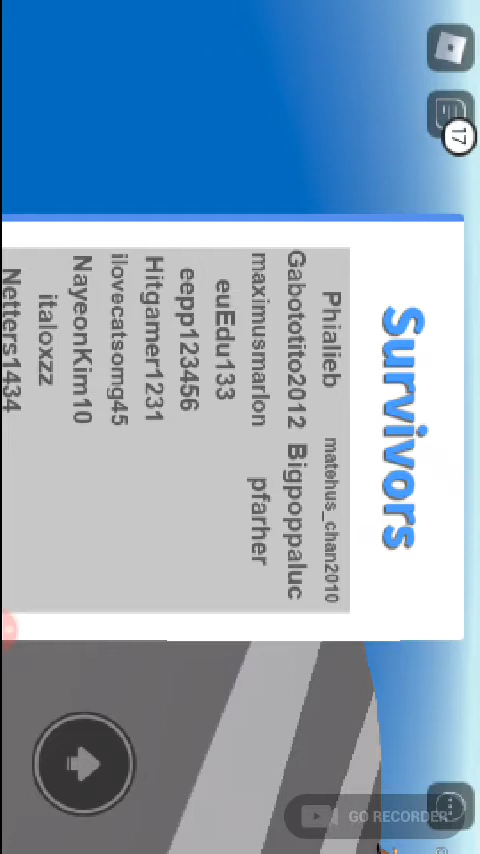 17
Survivors
Phialieb matehus_chan2010
Gabototito2012 Bigpoppaluc
maximusmarlon pfarher
euEdu133
eepp123456
Hitgamer1231
ilovecatsomg45
NayeonKim10
italoxzz
Netters1434
GO RECORDER